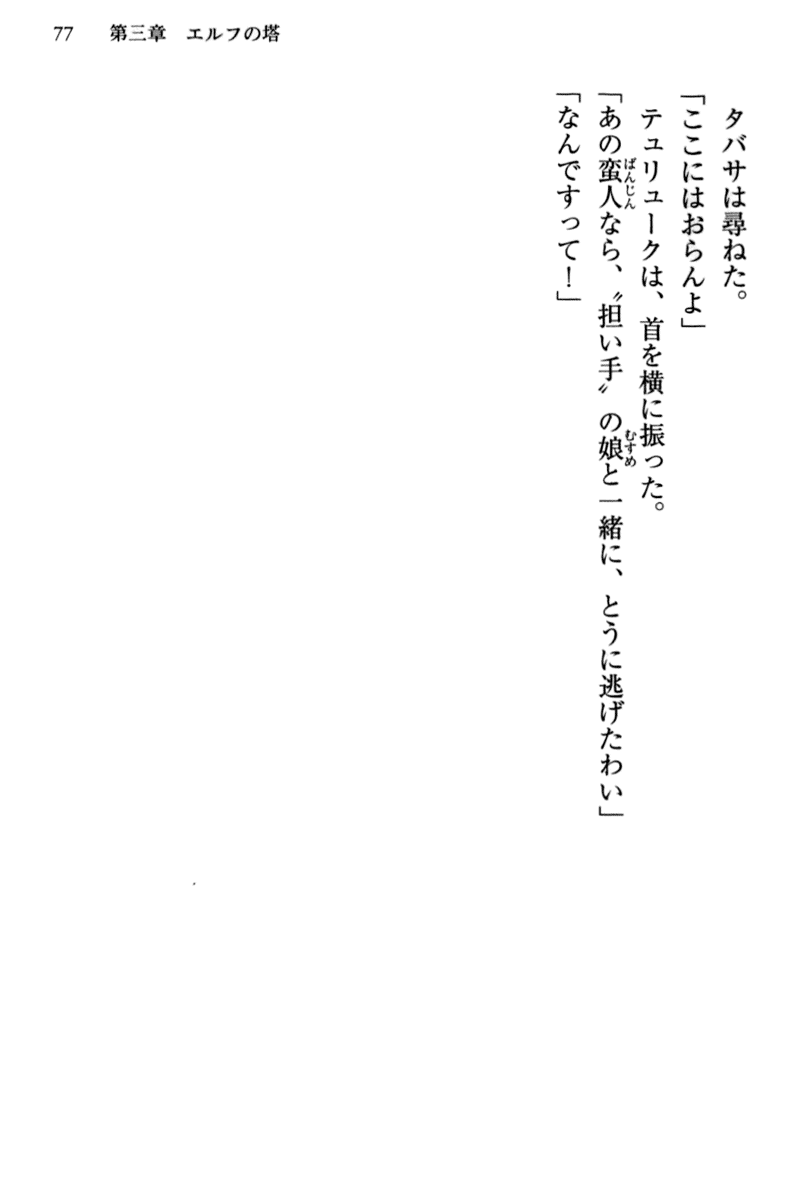 77　第三章　エルフの塔
　タバサは尋ねた。
「ここにはおらんよ」
　テュリュークは、首を横に振った。
「あの蛮人なら、〝担い手〟の娘と一緒に、とうに逃げたわい」
「なんですって！」
ばんじん
むすめ